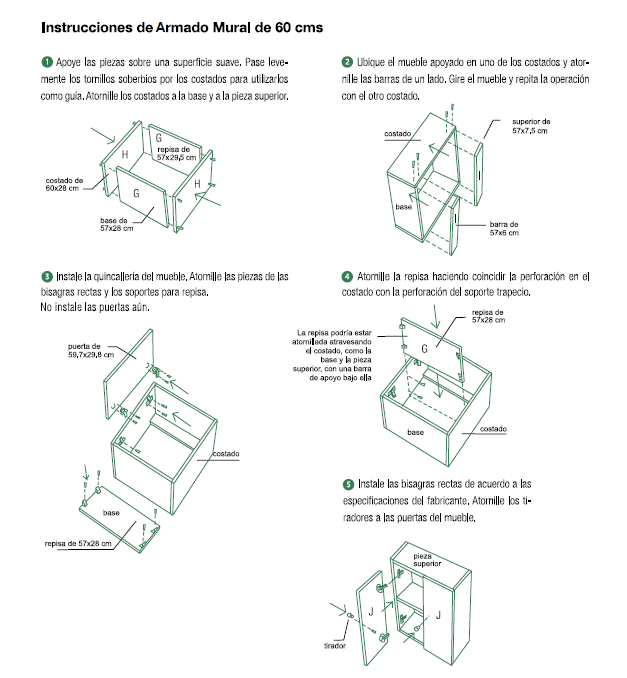 Instrucciones de Armado Mural de 60 cms
1 Apoye las piezas sobre una superficie suave. Pase leve-
mente los tornillos soberbios por los costados para utilizarlos
como guía. Atornille los costados a la base y a la pieza superior.
G
repisa de
57x29,5 cm
H
H
G
costado de
60x28 cm
base de
57x28 cm
2 Ubique el mueble apoyado en uno de los costados y ator-
nille las barras de un lado. Gire el mueble y repita la operación
con el otro costado.
superior de
57x7,5 cm
costado
I
base
I
barra de
57x6 cm
3 Instale la quincallería del mueble. Atornille las piezas de las
bisagras rectas y los soportes para repisa.
No instale las puertas aún.
puerta de
59,7x29,8 cm
costado
base
repisa de 57x28 cm
4 Atornille la repisa haciendo coincidir la perforación en el
costado con la perforación del soporte trapecio.
repisa de
57x28 cm
La repisa podría estar
atornillada atravesando
el costado, como la
base y la pieza
superior, con una barra
de apoyo bajo ella
G
base
costado
5 Instale las bisagras rectas de acuerdo a las
especificaciones del fabricante. Atornille los ti-
radores a las puertas del mueble.
pieza
superior
J
J
tirador